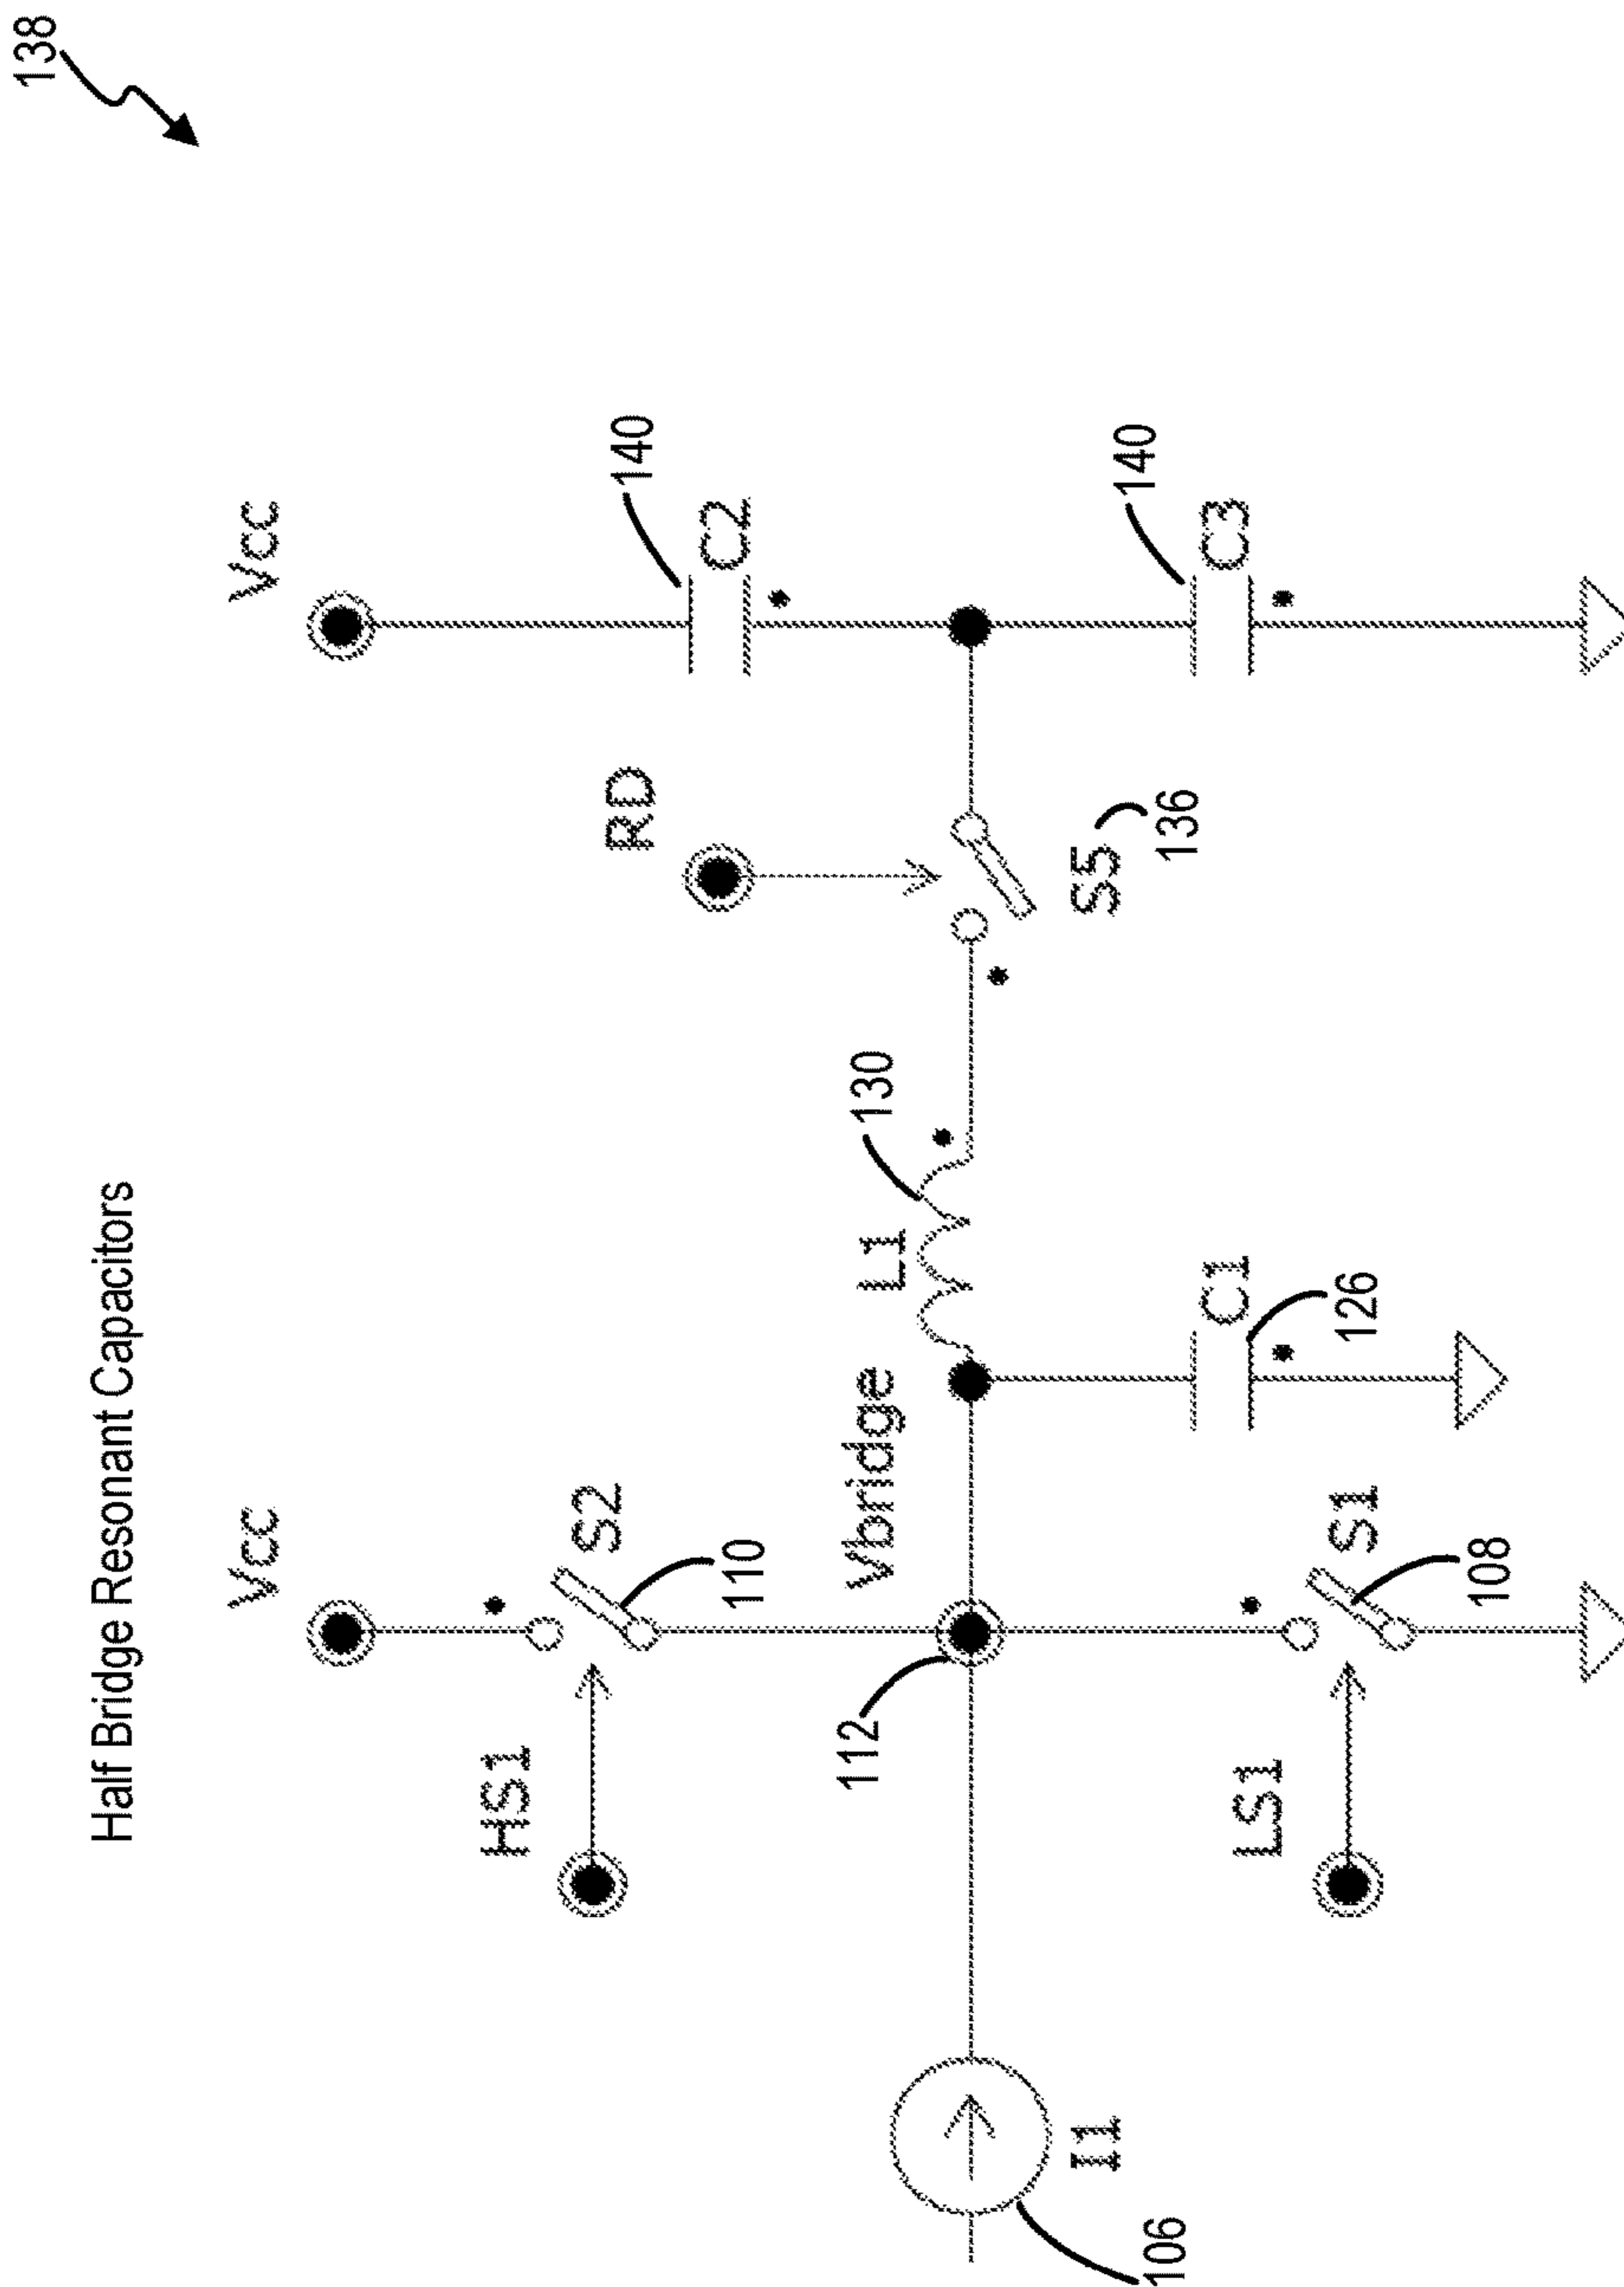 138
Half Bridge Resonant Capacitors
Vcc
Vcc
HS1
S2
RD
140
110
C2
112
Vbridge
L1
130
I1
S5
140
106
136
LS1
C1
C3
S1
126
108